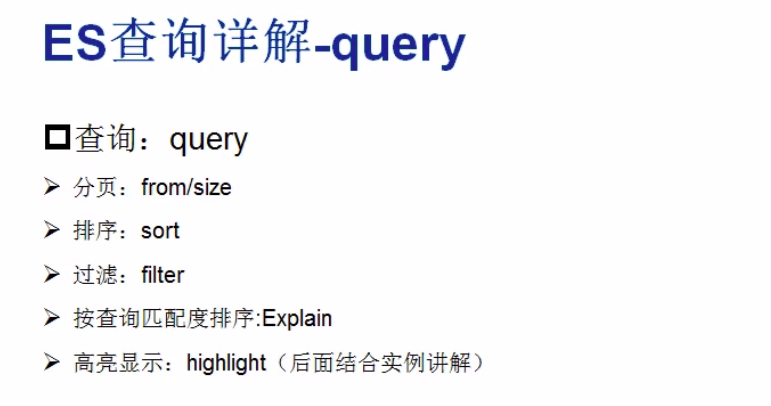 ES查询详解-query
查询：query
分页：from/size
排序：sort
过滤：filter
按查询匹配度排序:Explain
高亮显示：highlight（后面结合实例讲解）